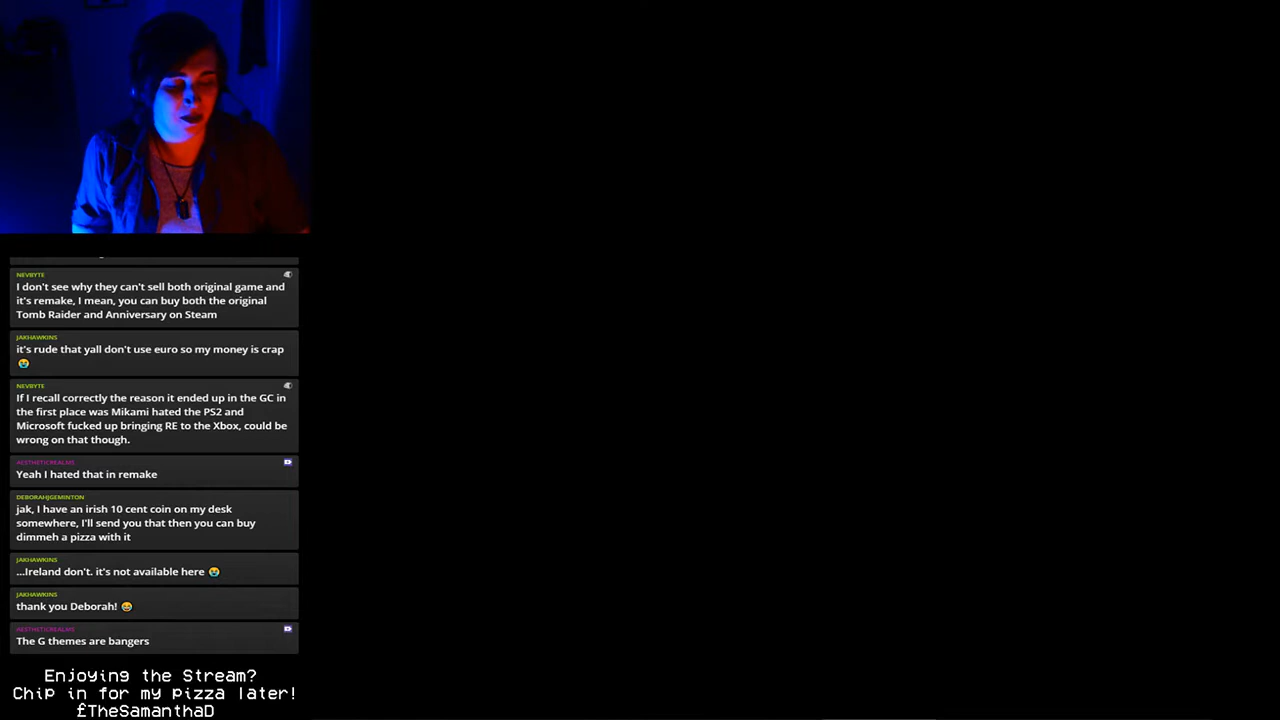 NEVBYTE
I don't see why they can't sell both original game and
it's remake, I mean, you can buy both the original
Tomb Raider and Anniversary on Steam
JAKHAWKINS
it's rude that yall don't use euro so my money is crap
😭
NEVBYTE
If I recall correctly the reason it ended up in the GC in
the first place was Mikami hated the PS2 and
Microsoft fucked up bringing RE to the Xbox, could be
wrong on that though.
AESTHETICREALMS
Yeah I hated that in remake
DEBORAHJGEMINTON
jak, I have an irish 10 cent coin on my desk
somewhere, I'll send you that then you can buy
dimmeh a pizza with it
JAKHAWKINS
...Ireland don't. it's not available here 😭
JAKHAWKINS
thank you Deborah! 😄
AESTHETICREALMS
The G themes are bangers
Enjoying the Stream?
Chip in for my pizza later!
£TheSamanthaD